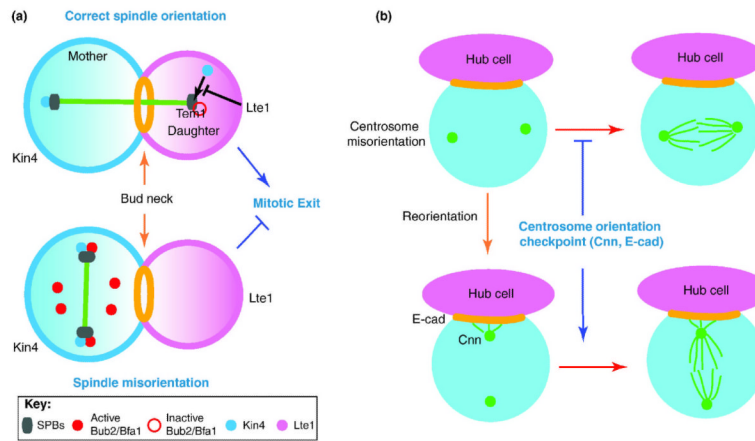 (a)
Correct spindle orientation
Mother
Kin4
Tem1
Daughter
Lte1
Bud neck
Mitotic Exit
Lte1
Kin4
Spindle misorientation
Key:
SPBs
Active
Bub2/Bfa1
Inactive
Bub2/Bfa1
Kin4
Lte1
(b)
Hub cell
Hub cell
Centrosome
misorientation
Reorientation
Centrosome orientation
checkpoint (Cnn, E-cad)
Hub cell
Hub cell
E-cad
Cnn